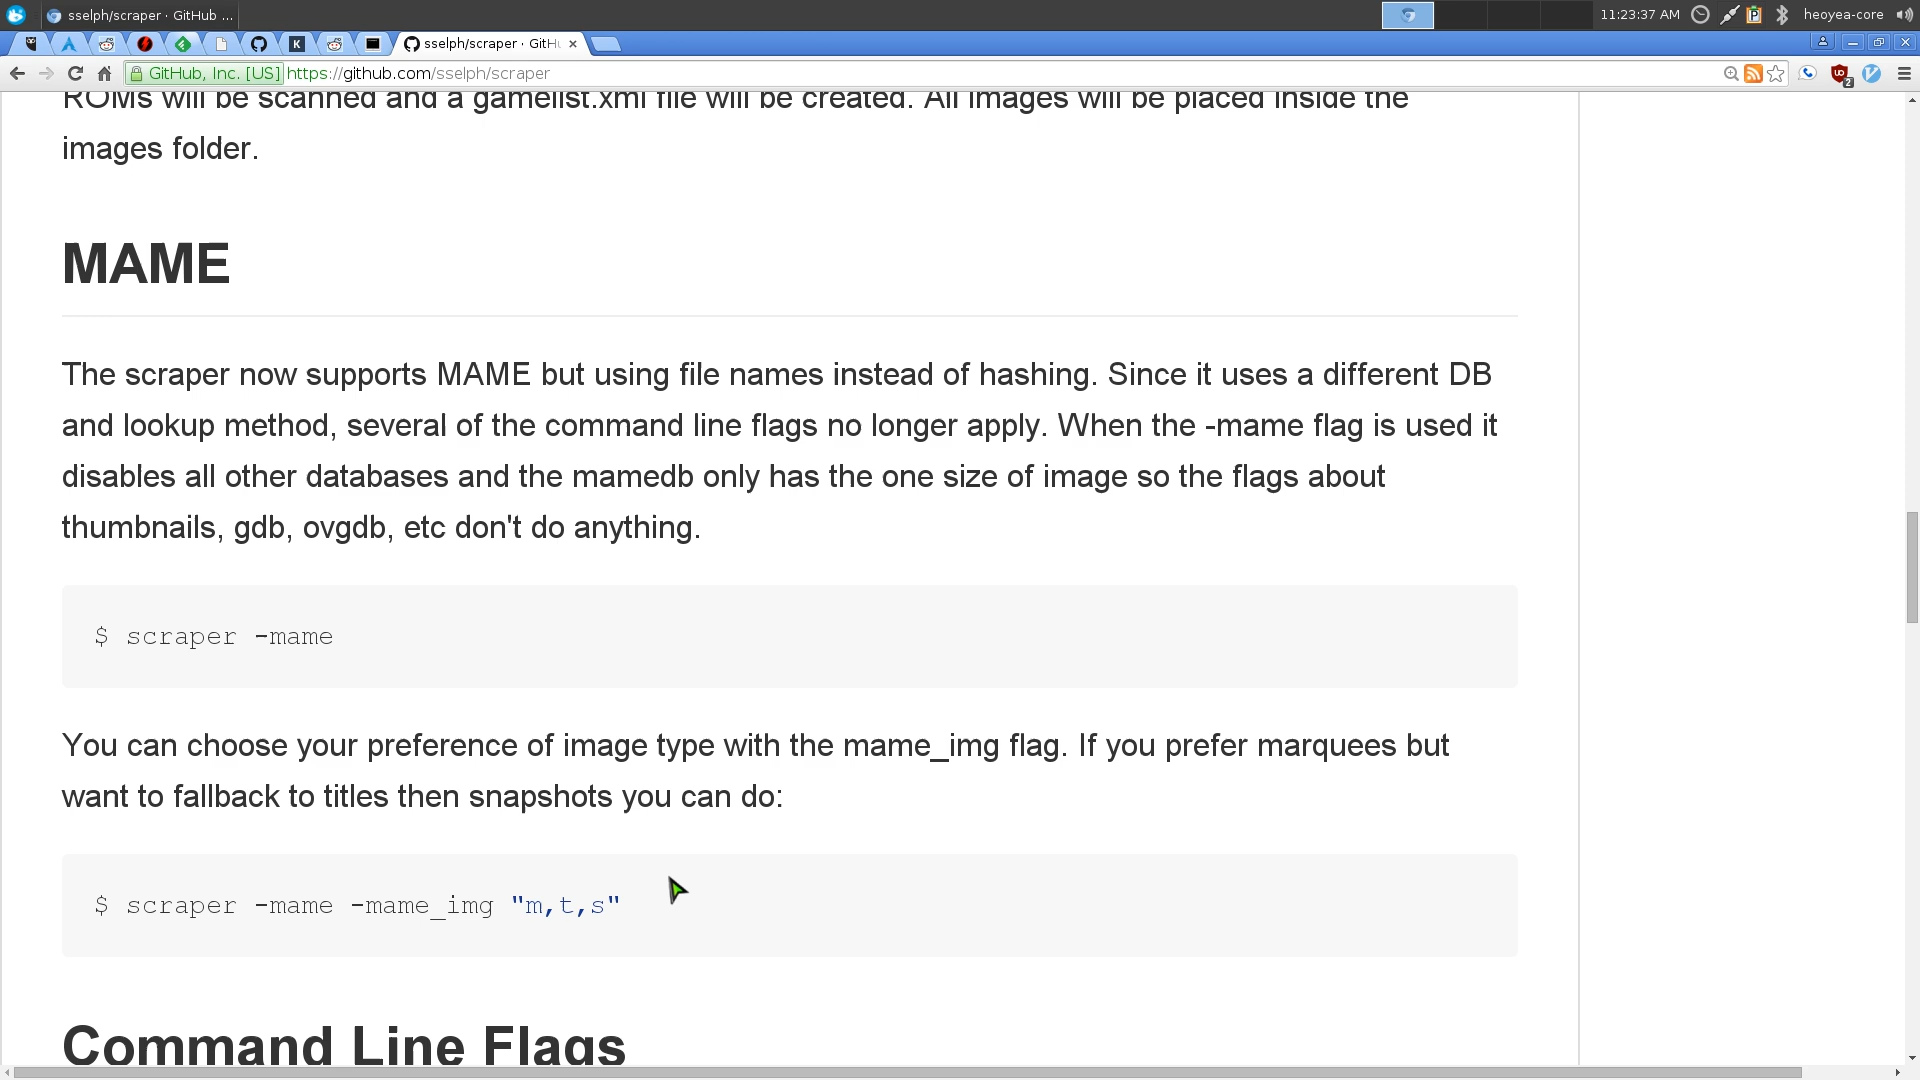 sselph/scraper · GitHub ...
11:23:37 AM
heoyea-core
sselph/scraper · GitHu
GitHub, Inc. [US] https://github.com/sselph/scraper
ROMs will be scanned and a gamelist.xml file will be created. All images will be placed inside the
images folder.
MAME
The scraper now supports MAME but using file names instead of hashing. Since it uses a different DB
and lookup method, several of the command line flags no longer apply. When the -mame flag is used it
disables all other databases and the mamedb only has the one size of image so the flags about
thumbnails, gdb, ovgdb, etc don't do anything.
$ scraper -mame
You can choose your preference of image type with the mame_img flag. If you prefer marquees but
want to fallback to titles then snapshots you can do:
$ scraper -mame -mame_img "m,t,s"
Command Line Flags